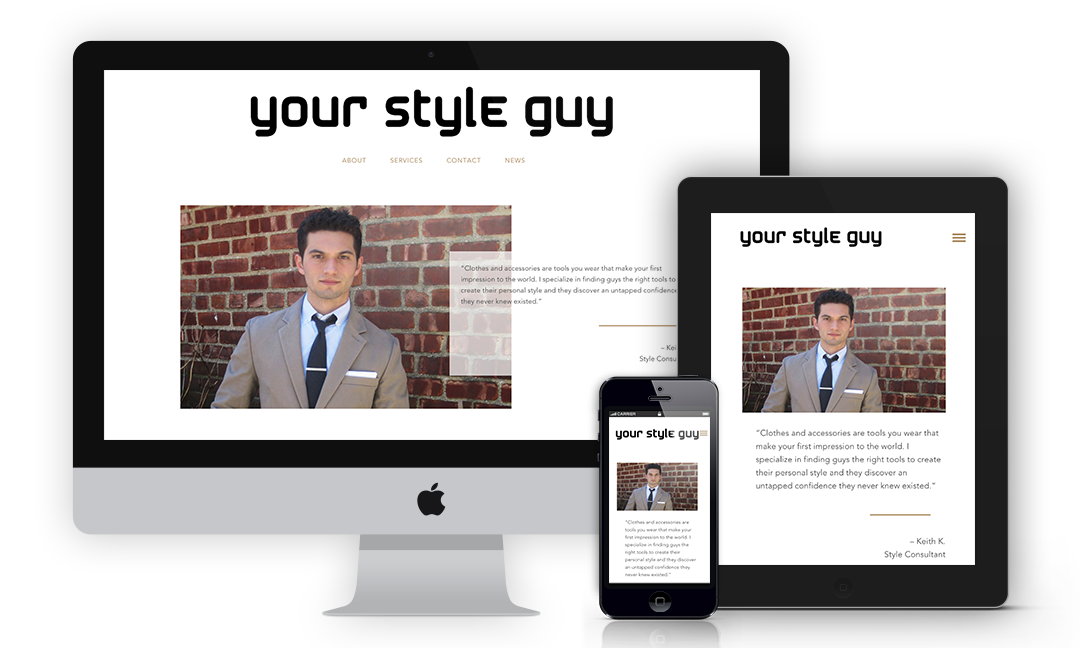 your style guy
ABOUT SERVICES CONTACT NEWS
“Clothes and accessories are tools you wear that make your first
impression to the world. I specialize in finding guys the right tools to
create their personal style and they discover an untapped confidence
they never knew existed.”
– Kei
Style Consu
your style guy
“Clothes and accessories are tools you wear that
make your first impression to the world. I
specialize in finding guys the right tools to create
their personal style and they discover an
untapped confidence they never knew existed.”
– Keith K.
Style Consultant
CARRIER
your style guy
“Clothes and accessories are
tools you wear that make your
first impression to the world. I
specialize in finding guys the
right tools to create their
personal style and they discover
an untapped confidence they
never knew existed.”